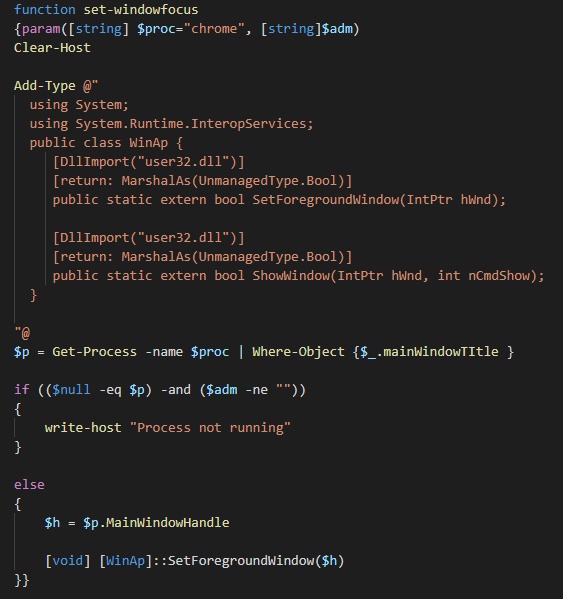 function set-windowfocus
{param([string] $proc="chrome", [string]$adm)
Clear-Host

Add-Type @"
  using System;
  using System.Runtime.InteropServices;
  public class WinAp {
     [DllImport("user32.dll")]
     [return: MarshalAs(UnmanagedType.Bool)]
     public static extern bool SetForegroundWindow(IntPtr hWnd);

     [DllImport("user32.dll")]
     [return: MarshalAs(UnmanagedType.Bool)]
     public static extern bool ShowWindow(IntPtr hWnd, int nCmdShow);
  }

"@
$p = Get-Process -name $proc | Where-Object {$_.mainWindowTItle }

if (($null -eq $p) -and ($adm -ne ""))
{
    write-host "Process not running"
}

else
{
    $h = $p.MainWindowHandle

    [void] [WinAp]::SetForegroundWindow($h)
}}